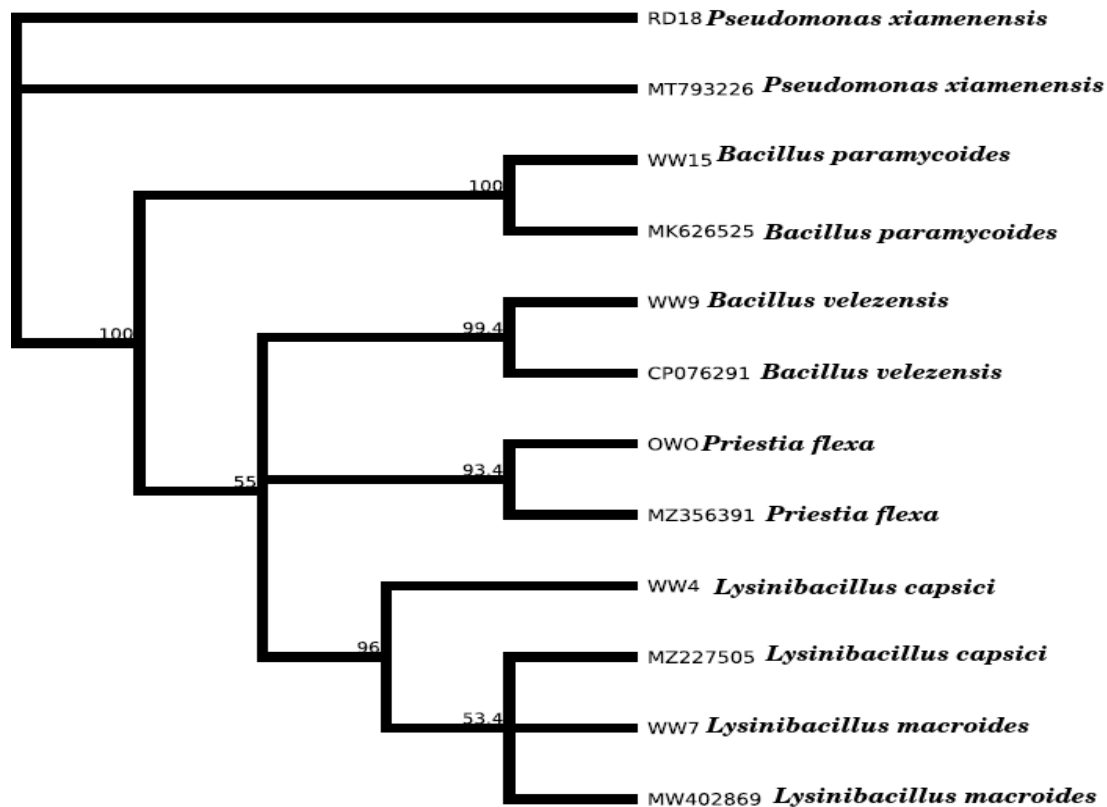 RD18 Pseudomonas xiamenensis
MT793226 Pseudomonas xiamenensis
WW15 Bacillus paramycoides
100
MK626525 Bacillus paramycoides
WW9 Bacillus velezensis
99.4
100
CP076291 Bacillus velezensis
OWO Priestia flexa
93.4
55
MZ356391 Priestia flexa
WW4 Lysinibacillus capsici
96
MZ227505 Lysinibacillus capsici
53.4
WW7 Lysinibacillus macroides
MW402869 Lysinibacillus macroides